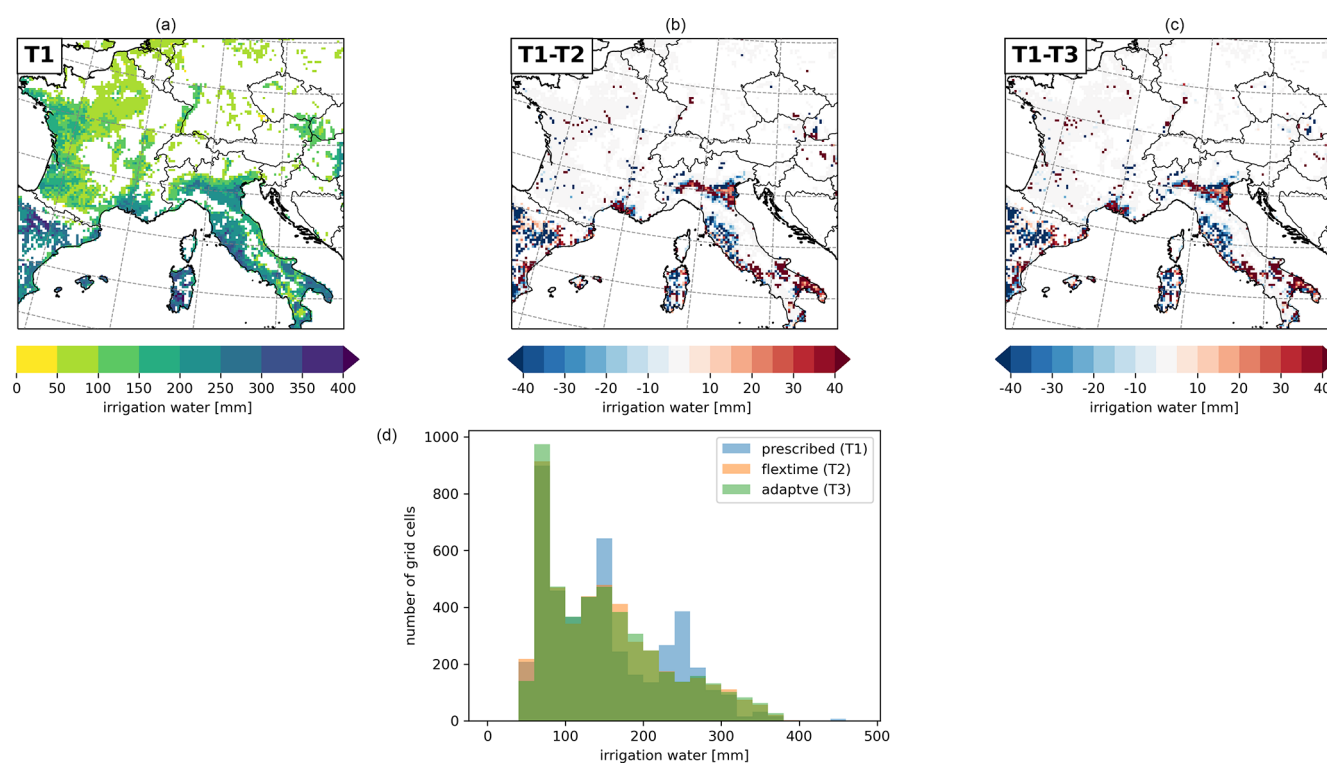 (a)
(b)
(c)
T1
T1-T2
T1-T3
0 50 100 150 200 250 300 350 400
irrigation water [mm]
-40 -30 -20 -10 10 20 30 40
irrigation water [mm]
-40 -30 -20 -10 10 20 30 40
irrigation water [mm]
(d)
1000
800
600
400
200
0
number of grid cells
prescribed (T1)
flextime (T2)
adaptve (T3)
0 100 200 300 400 500
irrigation water [mm]